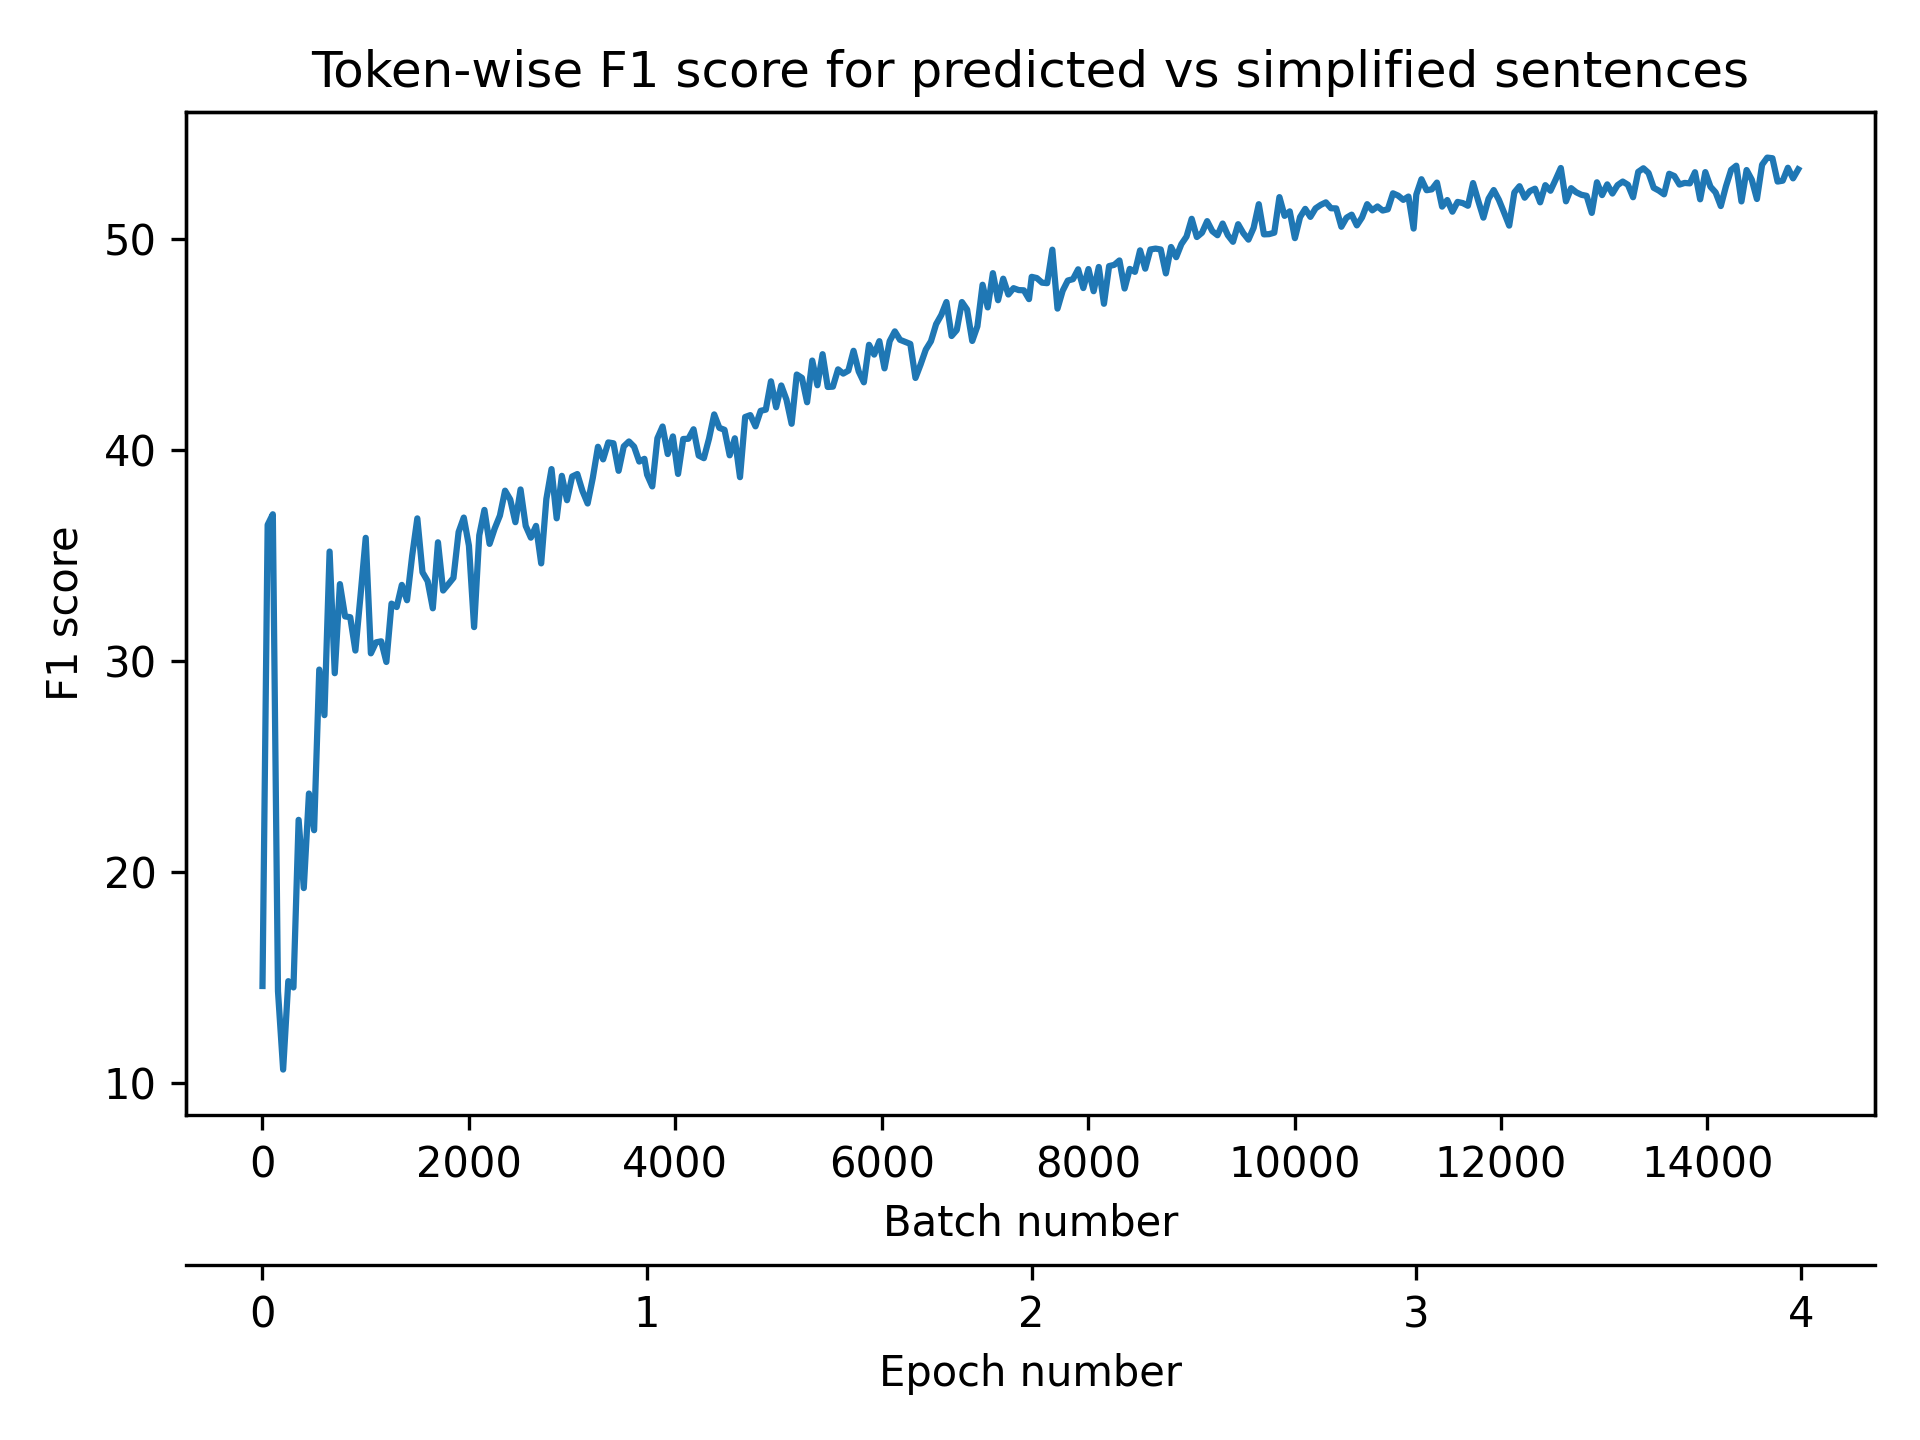 Token-wise F1 score for predicted vs simplified sentences
F1 score
50
40
30
20
10
0 2000 4000 6000 8000 10000 12000 14000
Batch number
0 1 2 3 4
Epoch number